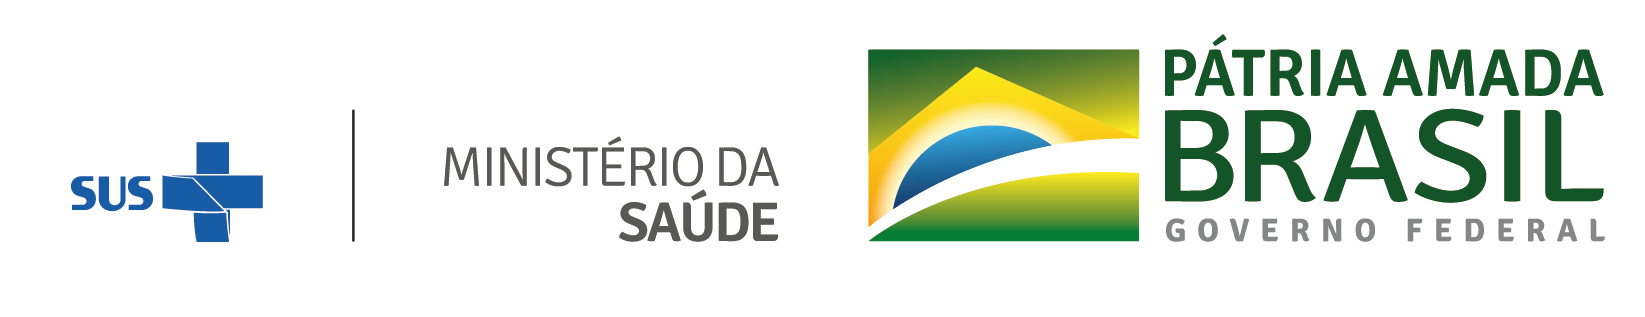 SUS
MINISTÉRIO DA
SAÚDE
PÁTRIA AMADA
BRASIL
GOVERNO FEDERAL